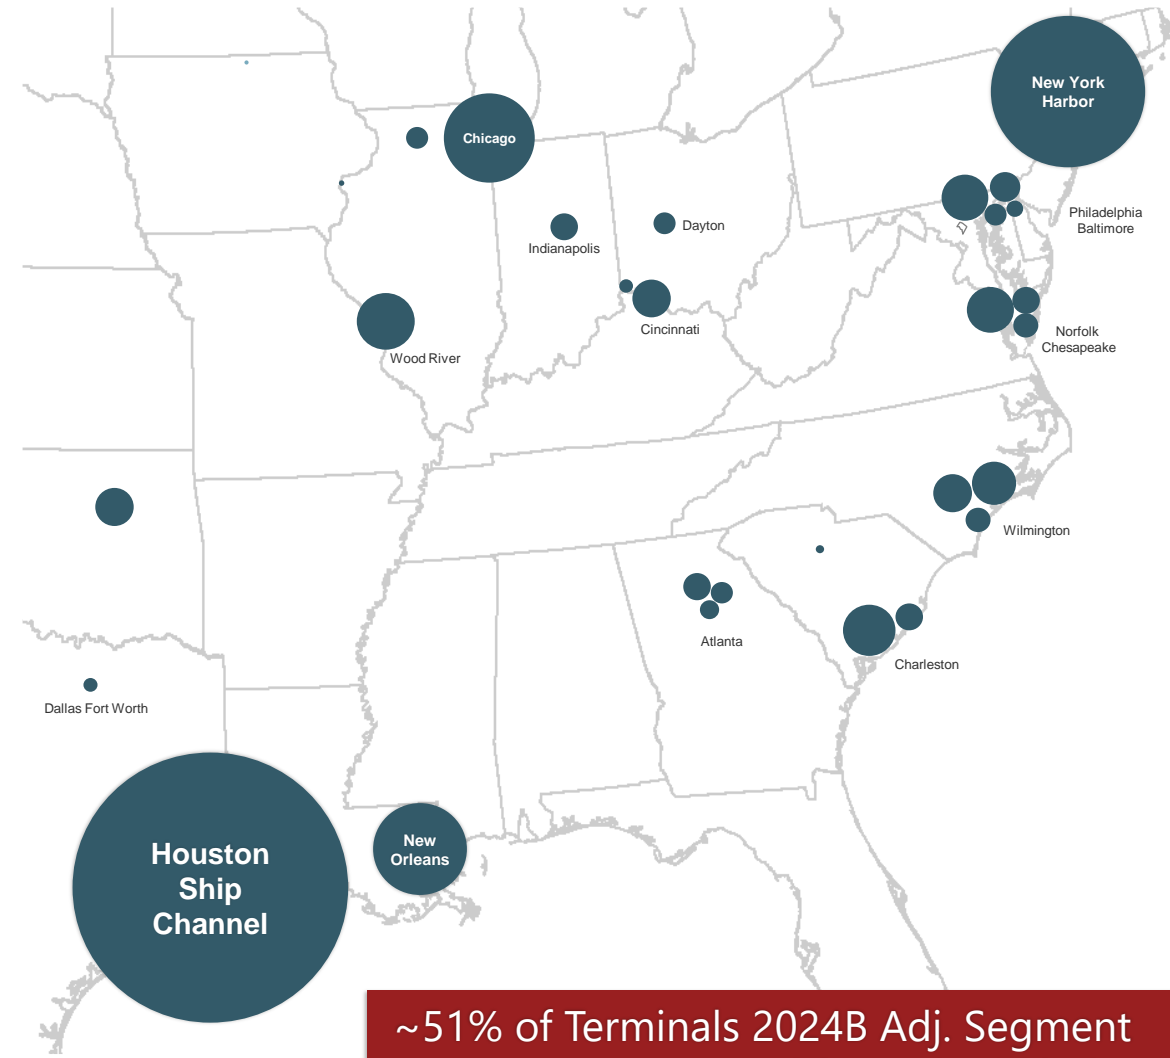 New York
Harbor
Chicago
Philadelphia
Baltimore
Dayton
Indianapolis
Cincinnati
Norfolk
Chesapeake
Wood River
Wilmington
Atlanta
Charleston
Dallas Fort Worth
New
Orleans
Houston
Ship
Channel
~51% of Terminals 2024B Adj. Segment